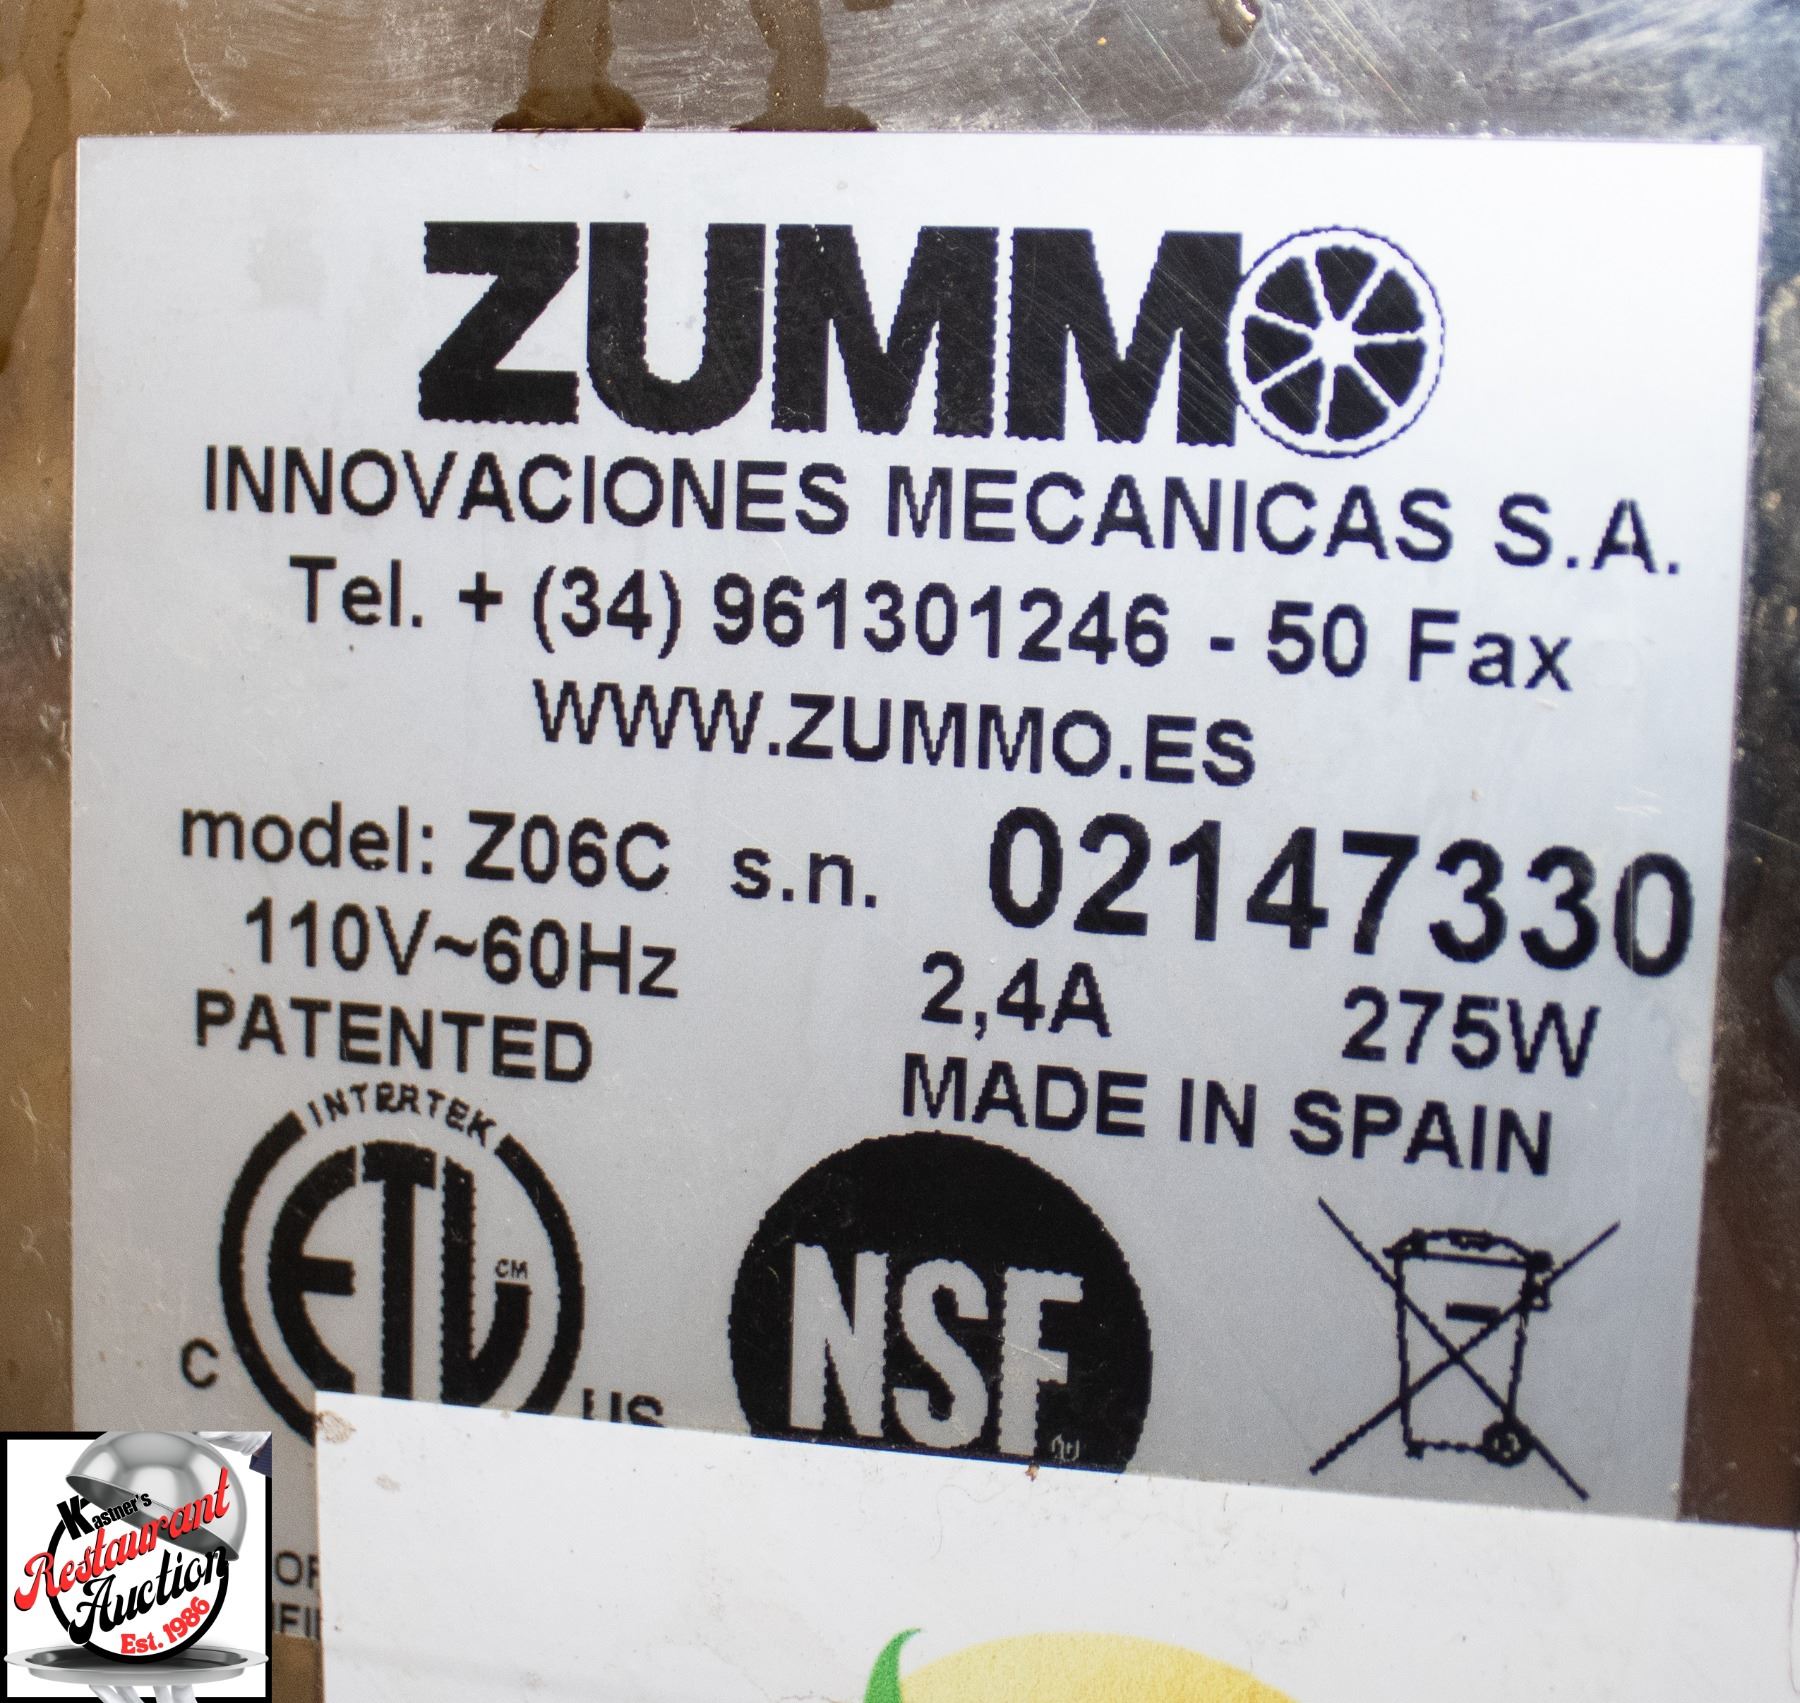 ZUMMO
INNOVACIONES MECANICAS S.A.
Tel. + (34) 961301246 - 50 Fax
WWW.ZUMMO.ES
model: Z06C s.n. 02147330
110V~60Hz 2,4A 275W
PATENTED MADE IN SPAIN
INTERTEK
ETL CM
C US
NSF
Kastner's
Restaurant
Auction
Est. 1986